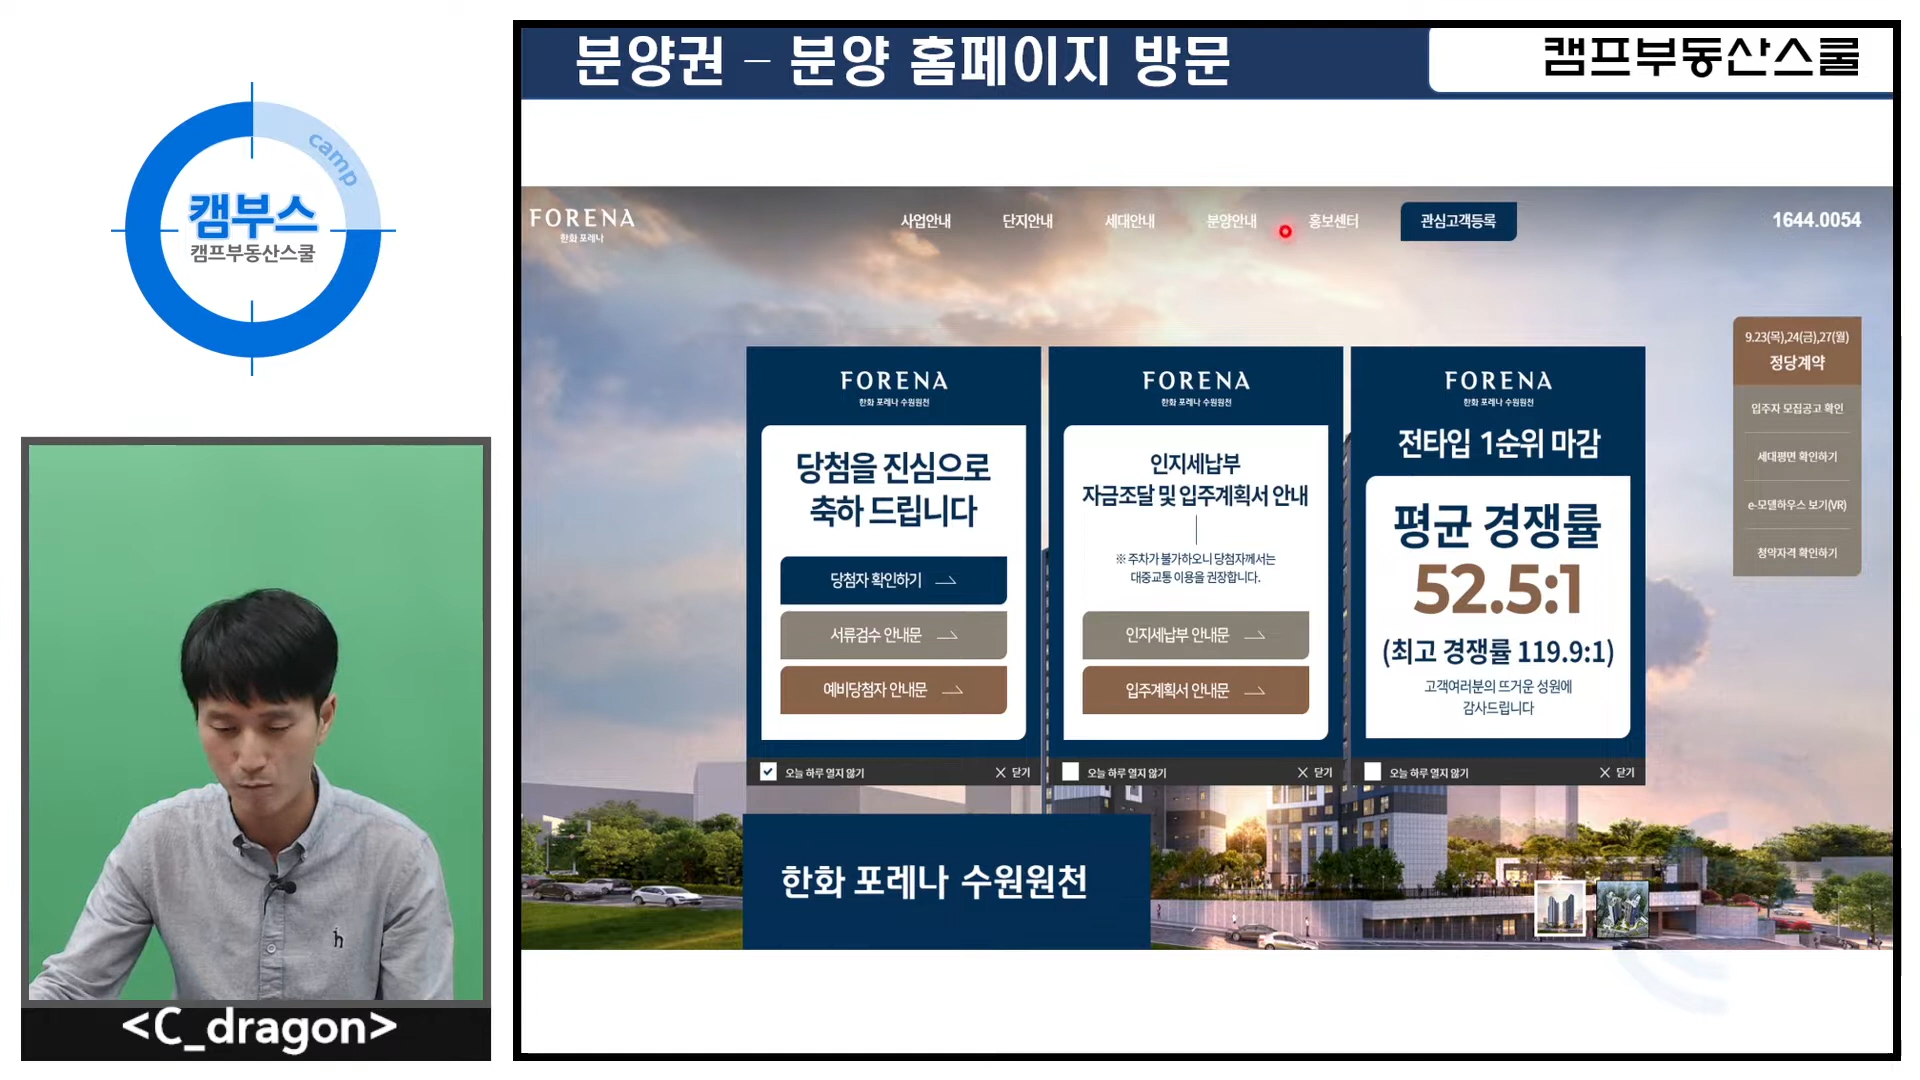 분양권 – 분양 홈페이지 방문
캠프부동산스쿨
camp
캠부스
캠프부동산스쿨
FORENA
한화 포레나
사업안내
단지안내
세대안내
분양안내
홍보센터
관심고객등록
1644.0054
9.23(목),24(금),27(월)
정당계약
입주자 모집공고 확인
세대평면 확인하기
e-모델하우스 보기(VR)
청약자격 확인하기
FORENA
한화 포레나 수원원천
당첨을 진심으로
축하 드립니다
당첨자 확인하기
서류검수 안내문
예비당첨자 안내문
오늘 하루 열지 않기
닫기
FORENA
한화 포레나 수원원천
인지세납부
자금조달 및 입주계획서 안내
※ 주차가 불가하오니 당첨자께서는
대중교통 이용을 권장합니다.
인지세납부 안내문
입주계획서 안내문
오늘 하루 열지 않기
닫기
FORENA
한화 포레나 수원원천
전타입 1순위 마감
평균 경쟁률
52.5:1
(최고 경쟁률 119.9:1)
고객여러분의 뜨거운 성원에
감사드립니다
오늘 하루 열지 않기
닫기
한화 포레나 수원원천
<C_dragon>